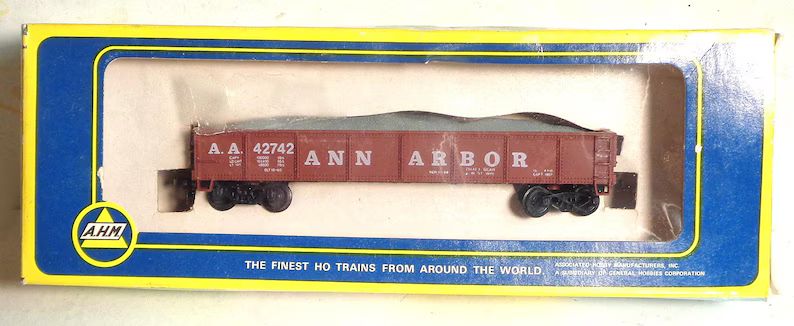 A.A. 42742
CAPY
ANN ARBOR
A.H.M.
THE FINEST HO TRAINS FROM AROUND THE WORLD.
ASSOCIATED HOBBY MANUFACTURERS, INC.
A SUBSIDIARY OF GENERAL HOBBIES CORPORATION